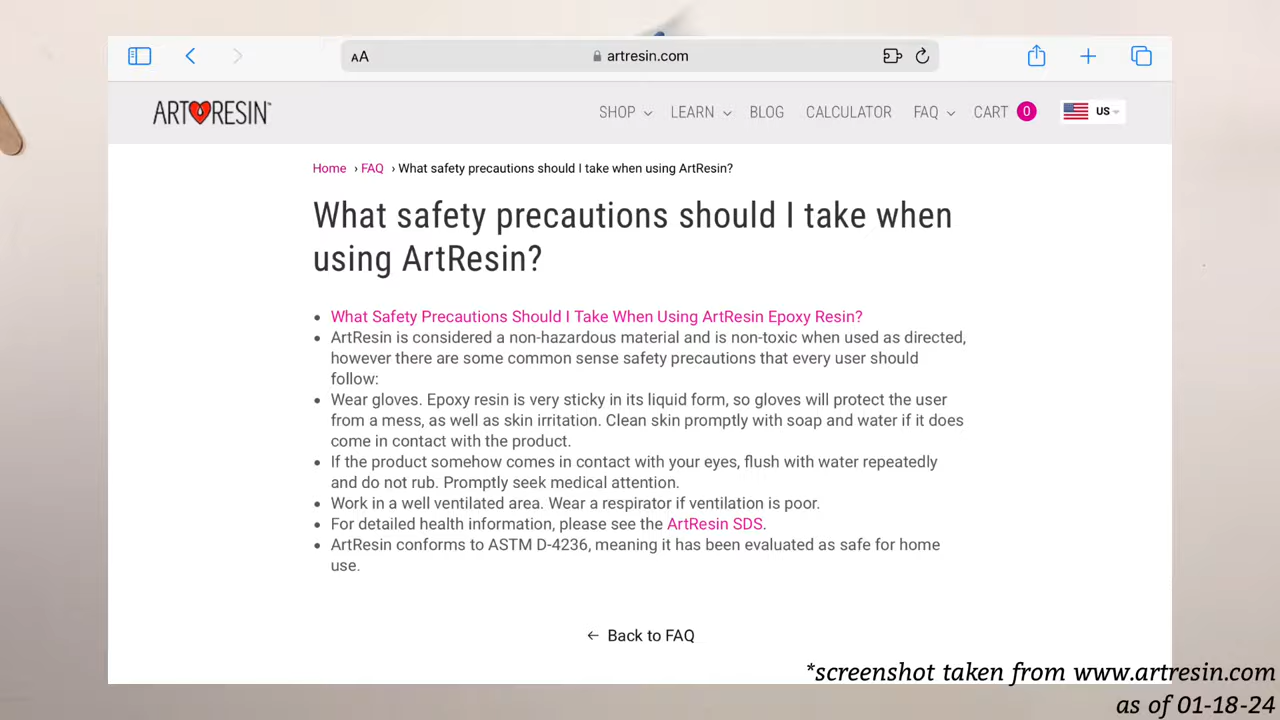 AA
artresin.com
ART RESIN™
SHOP
LEARN
BLOG
CALCULATOR
FAQ
CART 0
US
Home › FAQ › What safety precautions should I take when using ArtResin?
What safety precautions should I take when
using ArtResin?
• What Safety Precautions Should I Take When Using ArtResin Epoxy Resin?
• ArtResin is considered a non-hazardous material and is non-toxic when used as directed,
however there are some common sense safety precautions that every user should
follow:
• Wear gloves. Epoxy resin is very sticky in its liquid form, so gloves will protect the user
from a mess, as well as skin irritation. Clean skin promptly with soap and water if it does
come in contact with the product.
• If the product somehow comes in contact with your eyes, flush with water repeatedly
and do not rub. Promptly seek medical attention.
• Work in a well ventilated area. Wear a respirator if ventilation is poor.
• For detailed health information, please see the ArtResin SDS.
• ArtResin conforms to ASTM D-4236, meaning it has been evaluated as safe for home
use.
← Back to FAQ
*screenshot taken from www.artresin.com
as of 01-18-24